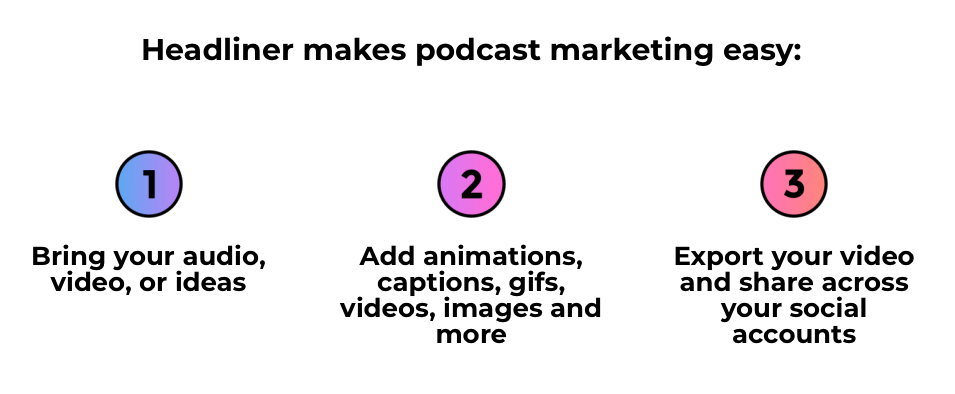 Headliner makes podcast marketing easy:
1
Bring your audio,
video, or ideas
2
Add animations,
captions, gifs,
videos, images and
more
3
Export your video
and share across
your social
accounts